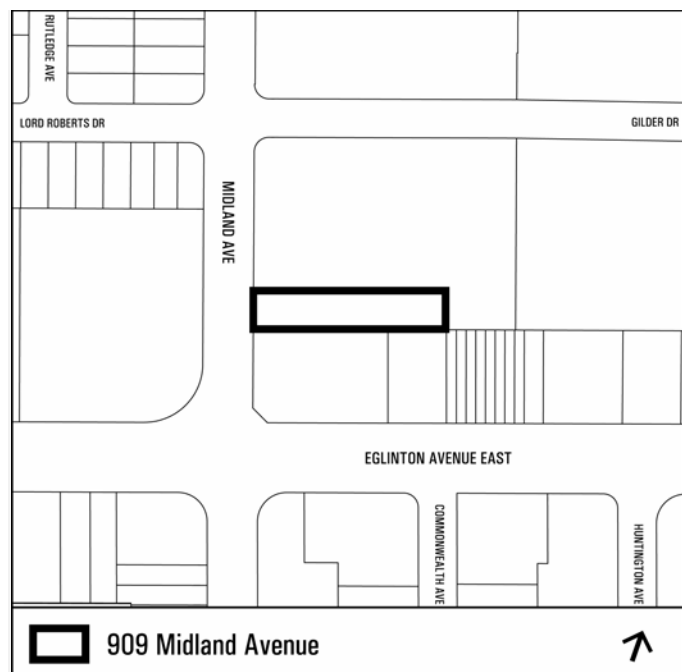 RUTLEDGE AVE
LORD ROBERTS DR
GILDER DR
MIDLAND AVE
EGLINTON AVENUE EAST
COMMONWEALTH AVE
HUNTINGTON AVE
909 Midland Avenue